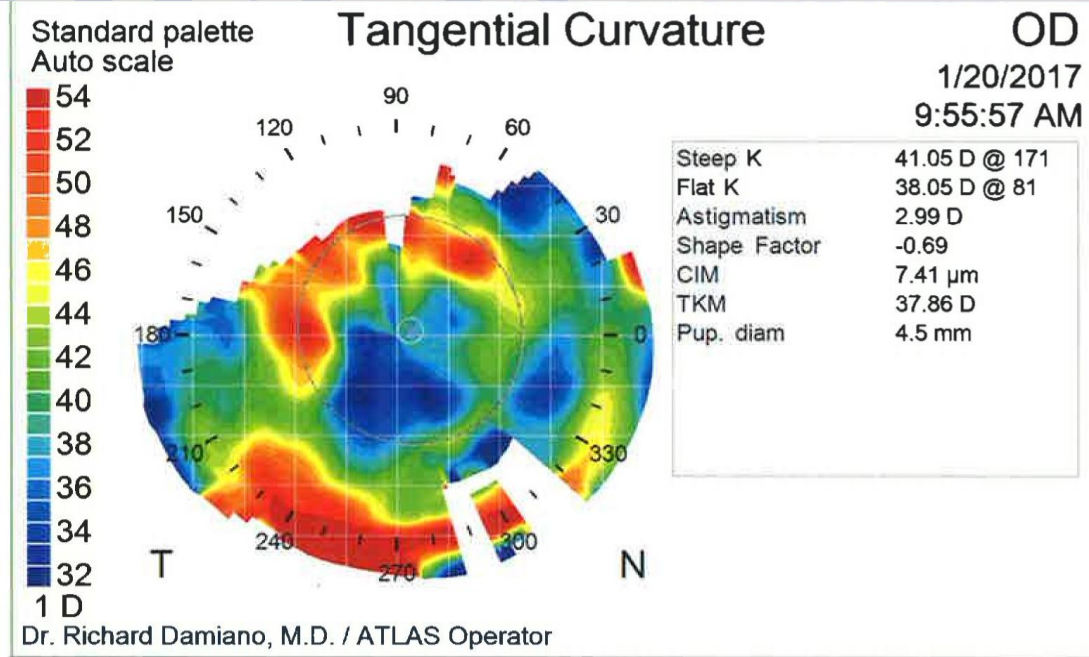 Standard palette
Auto scale
Tangential Curvature
OD
1/20/2017
9:55:57 AM
54
52
50
48
46
44
42
40
38
36
34
32
1 D
90
120
60
150
30
180
0
210
330
240
300
270
T
N
Steep K 41.05 D @ 171
Flat K 38.05 D @ 81
Astigmatism 2.99 D
Shape Factor -0.69
CIM 7.41 µm
TKM 37.86 D
Pup. diam 4.5 mm
Dr. Richard Damiano, M.D. / ATLAS Operator